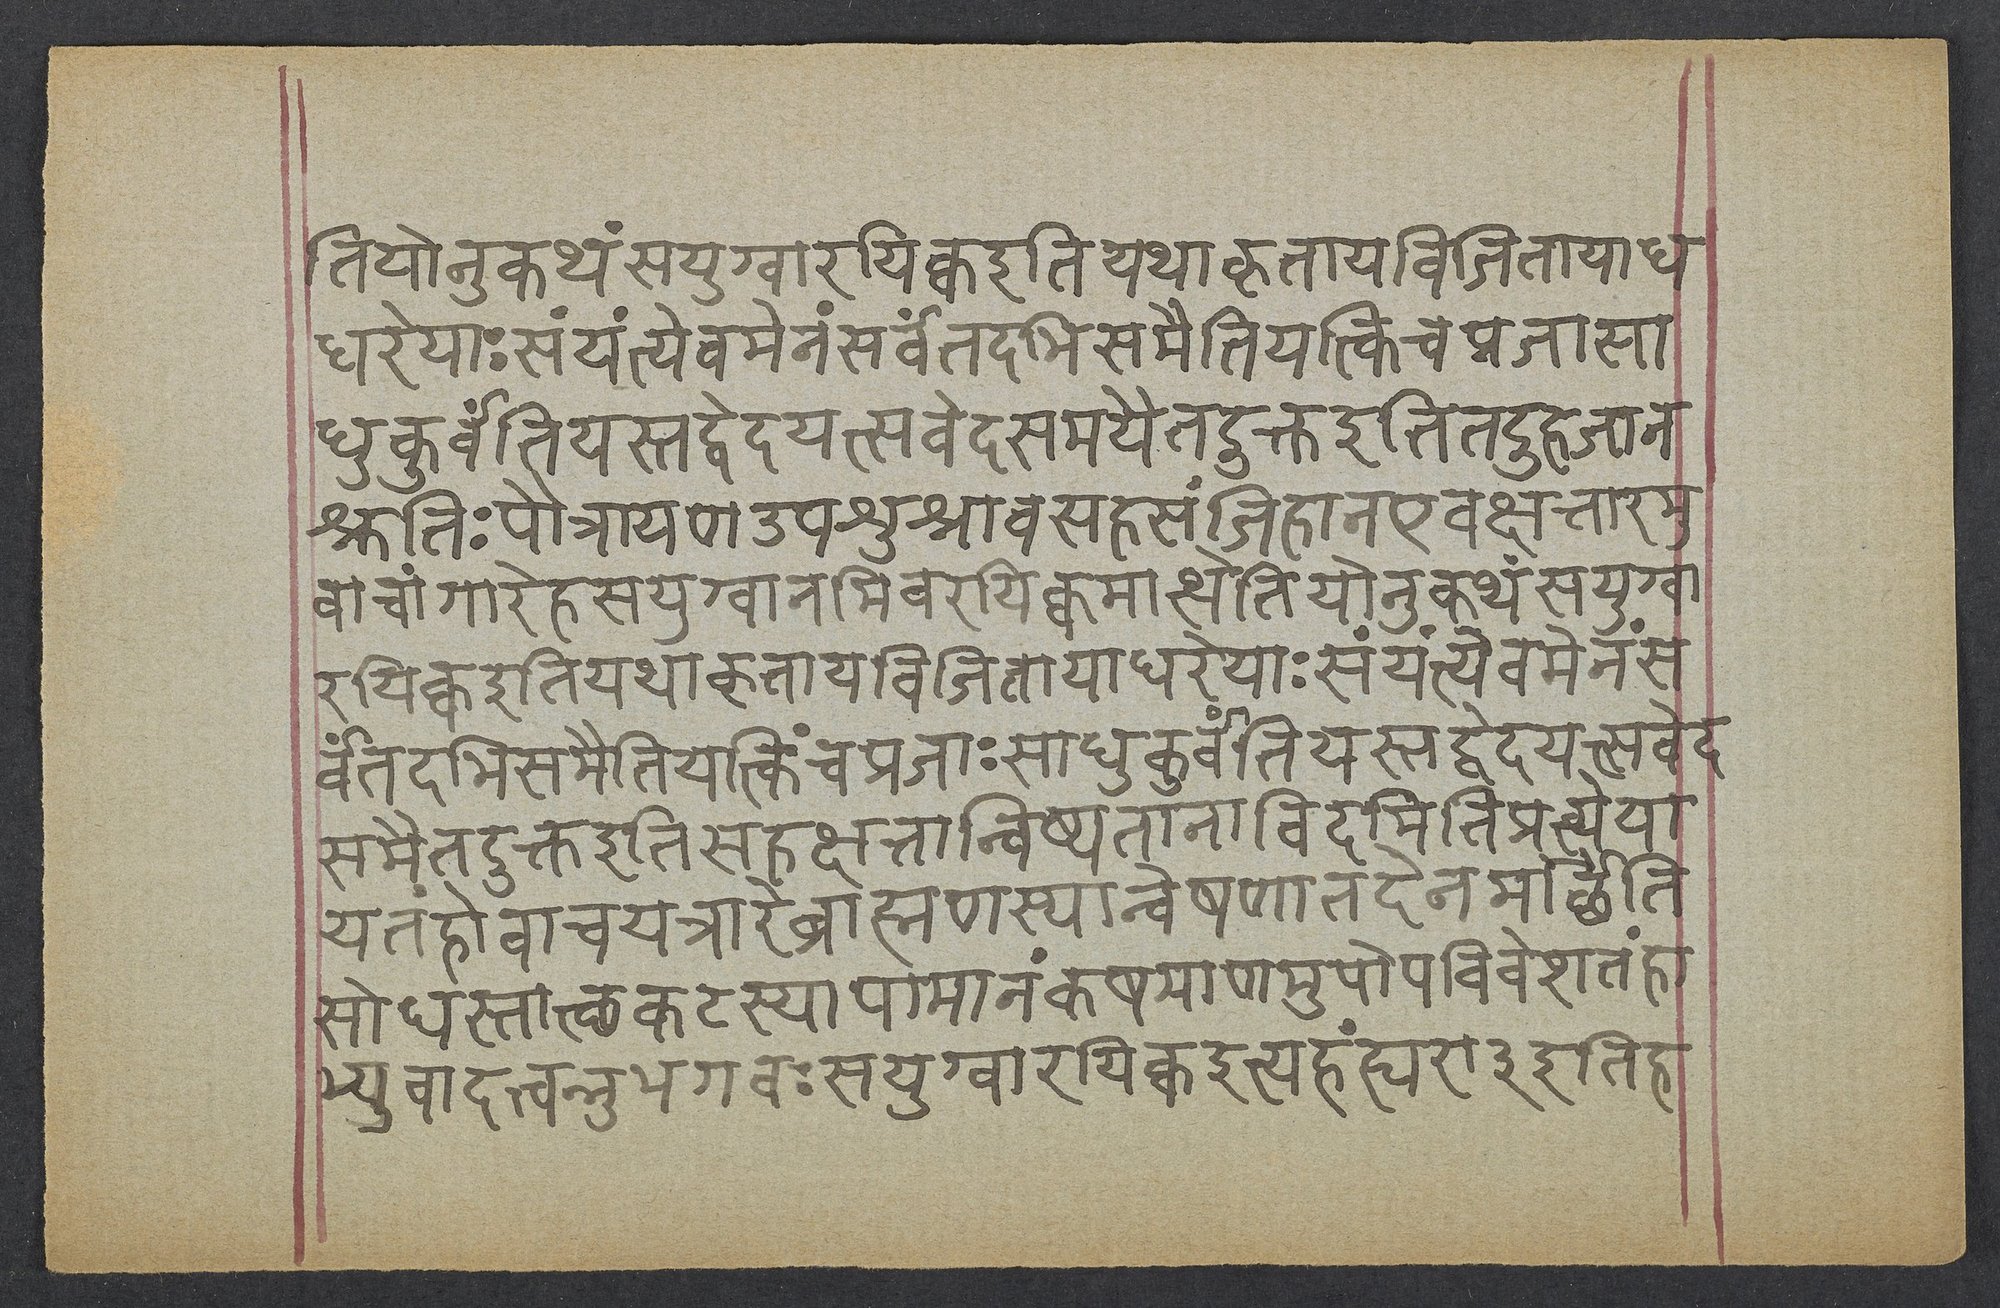 तियोनुकथंसयुग्वारयिक्वइतियथाकृत्तायविजितायाध
धरेयाःसंयंत्येवमेनंसर्वंतदभिसमैतियत्किंचप्रजासा
धुकुर्वंतियस्तद्वेदयत्सवेदसमयैतदुक्तइतितदुहजान
श्रुतिःपौत्रायणउपशुश्रावसहसंजिहानएवक्षत्तारमु
वाचांगारेहसयुग्वानमिवरयिक्वमात्थेतियोनुकथंसयुग्वा
रयिक्वइतियथाकृत्तायविजितायाधरेयाःसंयंत्येवमेनंस
र्वंतदभिसमैतियत्किंचप्रजाःसाधुकुर्वंतियस्तद्वेदयत्सवेद
समैतदुक्तइतिसहक्षत्तान्विष्यतानाविदमितिप्रत्येया
यतंहोवाचयत्रारेब्राह्मणस्यान्वेषणातदेनमर्छेति
सोधस्ताच्छकटस्यापामानंकषमाणमुपोपविवेशतंहा
भ्युवादत्त्वन्नुभगवःसयुग्वारयिक्वइत्यहंह्यरा३इतिह